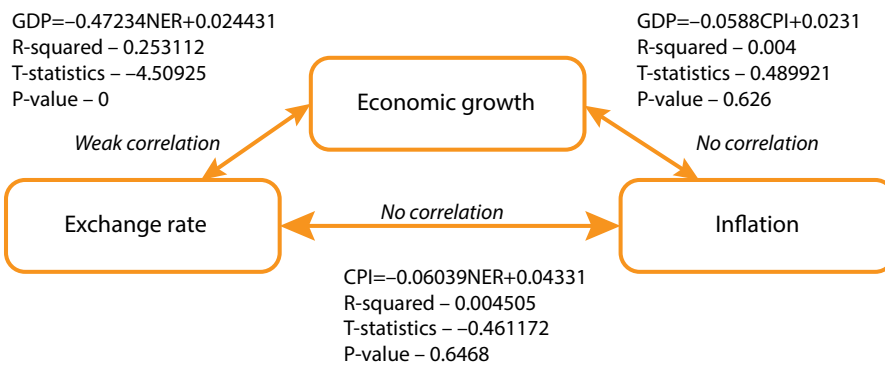 GDP=–0.47234NER+0.024431
R-squared – 0.253112
T-statistics – –4.50925
P-value – 0
GDP=–0.0588CPI+0.0231
R-squared – 0.004
T-statistics – 0.489921
P-value – 0.626
Economic growth
Weak correlation
No correlation
Exchange rate
No correlation
Inflation
CPI=–0.06039NER+0.04331
R-squared – 0.004505
T-statistics – –0.461172
P-value – 0.6468